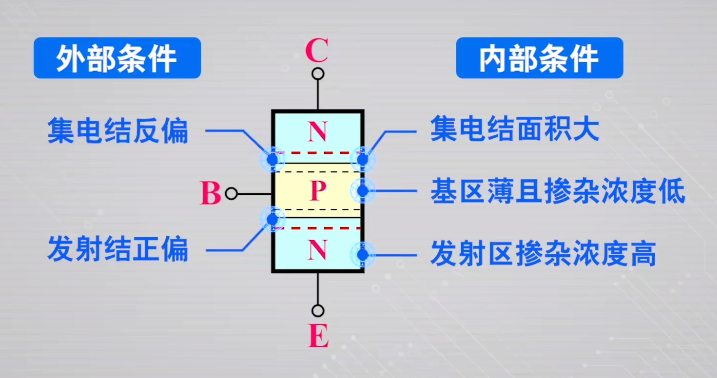 外部条件
C
内部条件
集电结反偏
N
集电结面积大
B
P
基区薄且掺杂浓度低
发射结正偏
N
发射区掺杂浓度高
E